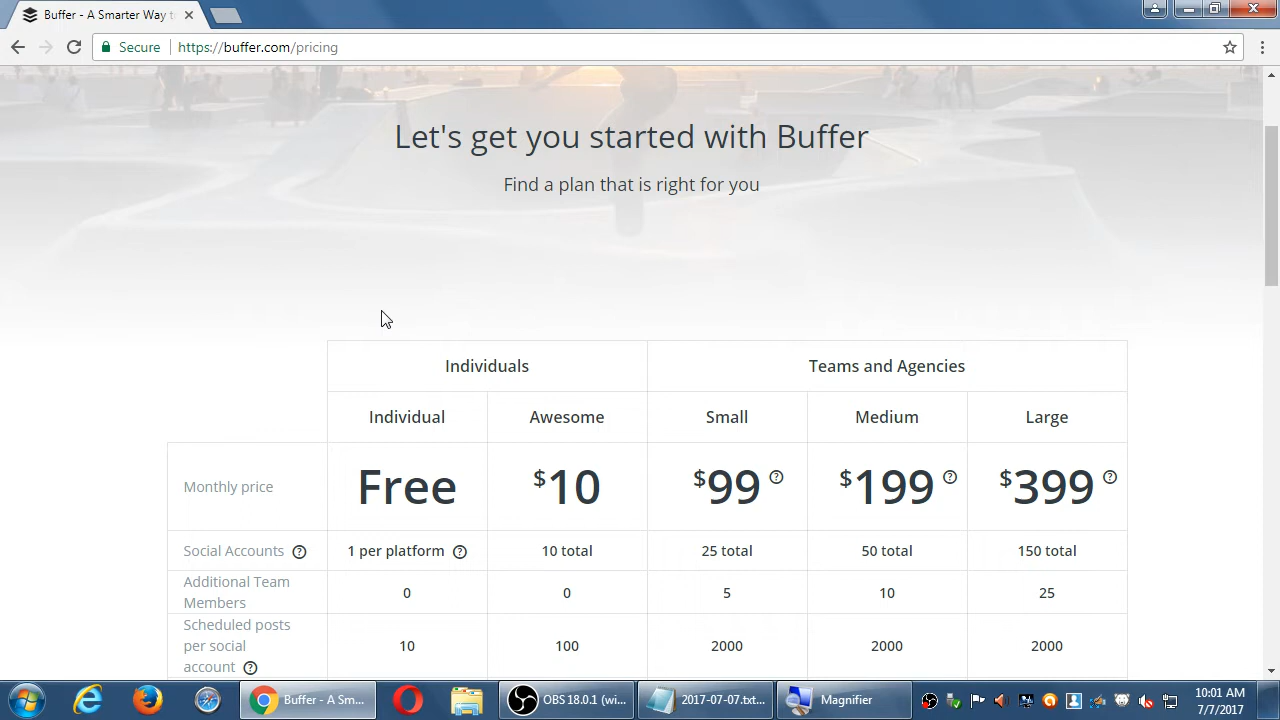 Buffer - A Smarter Way t
Secure https://buffer.com/pricing
Let's get you started with Buffer
Find a plan that is right for you
Individuals Teams and Agencies
Individual Awesome Small Medium Large
Monthly price Free $10 $99 ? $199 ? $399 ?
Social Accounts ? 1 per platform ? 10 total 25 total 50 total 150 total
Additional Team
Members 0 0 5 10 25
Scheduled posts
per social
account ? 10 100 2000 2000 2000
Buffer - A Sm... OBS 18.0.1 (wi... 2017-07-07.txt... Magnifier
10:01 AM
7/7/2017